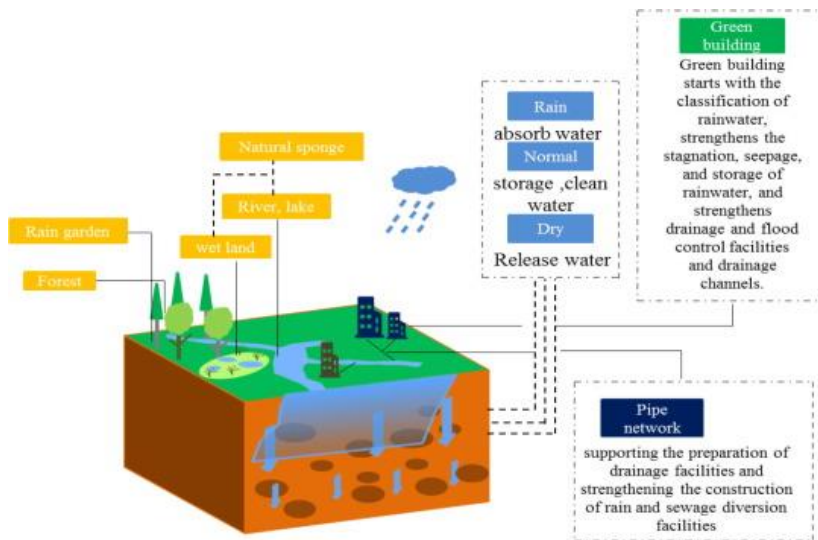 Natural sponge
River, lake
Rain garden
wet land
Forest
Rain
absorb water
Normal
storage ,clean
water
Dry
Release water
Green
building
Green building
starts with the
classification of
rainwater,
strengthens the
stagnation, seepage,
and storage of
rainwater, and
strengthens
drainage and flood
control facilities
and drainage
channels.
Pipe
network
supporting the preparation of
drainage facilities and
strengthening the construction
of rain and sewage diversion
facilities